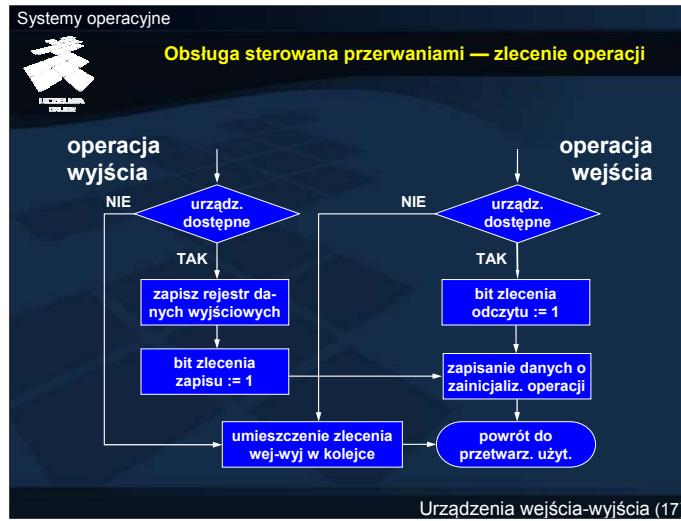 Systemy operacyjne
Obsługa sterowana przerwaniami — zlecenie operacji
UCZELNIA
ONLINE
operacja
wyjścia
operacja
wejścia
NIE
urządz.
dostępne
NIE
urządz.
dostępne
TAK
TAK
zapisz rejestr da-
nych wyjściowych
bit zlecenia
odczytu := 1
bit zlecenia
zapisu := 1
zapisanie danych o
zainicjaliz. operacji
umieszczenie zlecenia
wej-wyj w kolejce
powrót do
przetwarz. użyt.
Urządzenia wejścia-wyjścia (17